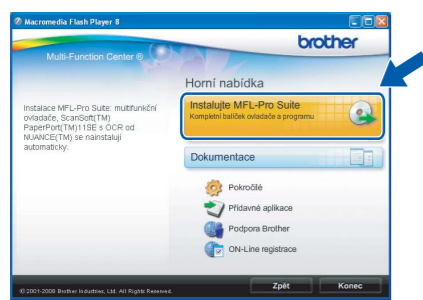 Macromedia Flash Player 8
brother
Multi-Function Center ®
Horní nabídka
Instalace MFL-Pro Suite: multifunkční
ovladače, ScanSoft(TM)
PaperPort(TM)11SE s OCR od
NUANCE(TM) se nainstalují
automaticky.
Instalujte MFL-Pro Suite
Kompletní balíček ovladače a programu
Dokumentace
Pokročilé
Přídavné aplikace
Podpora Brother
ON-Line registrace
© 2001-2008 Brother Industries, Ltd. All Rights Reserved.
Zpět
Konec